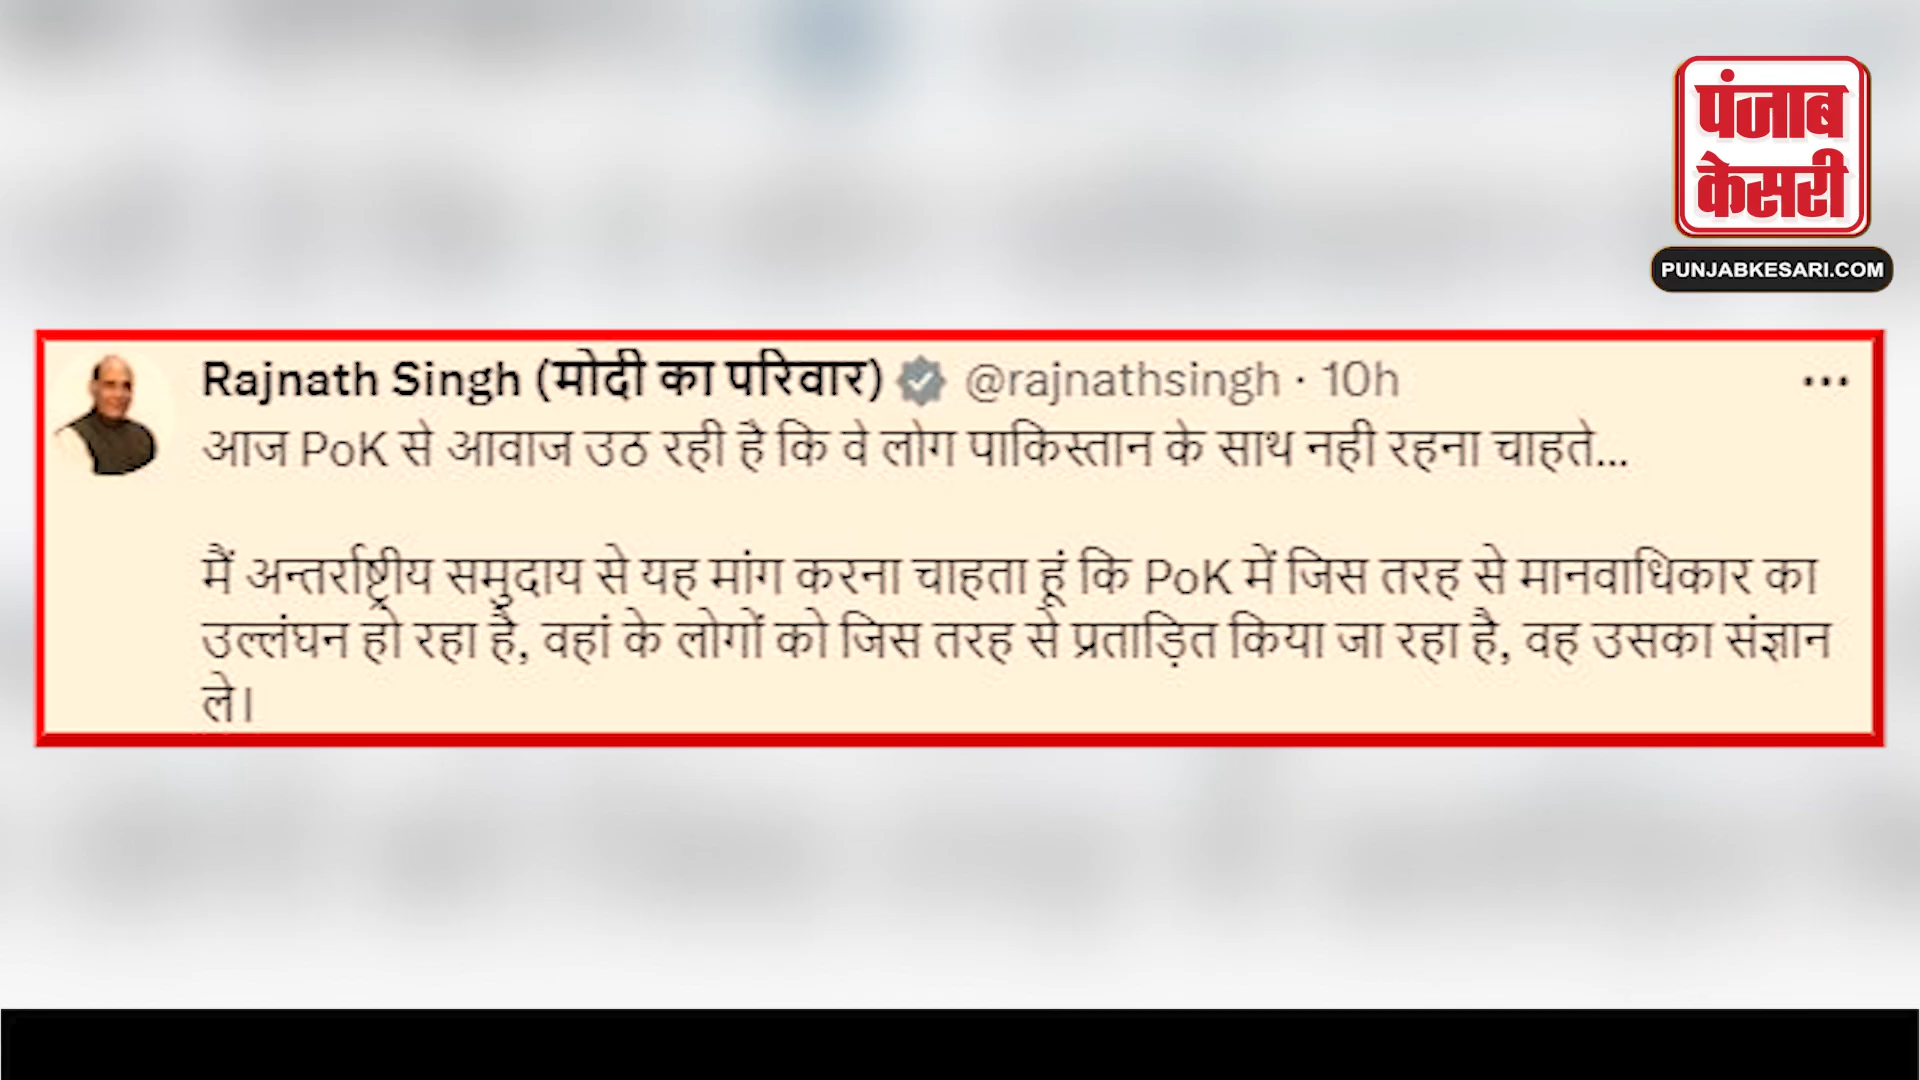 पंजाब
केसरी
PUNJABKESARI.COM
Rajnath Singh (मोदी का परिवार) @rajnathsingh · 10h ...
आज PoK से आवाज उठ रही है कि वे लोग पाकिस्तान के साथ नही रहना चाहते...
मैं अन्तर्राष्ट्रीय समुदाय से यह मांग करना चाहता हूं कि PoK में जिस तरह से मानवाधिकार का
उल्लंघन हो रहा है, वहां के लोगों को जिस तरह से प्रताड़ित किया जा रहा है, वह उसका संज्ञान
ले।